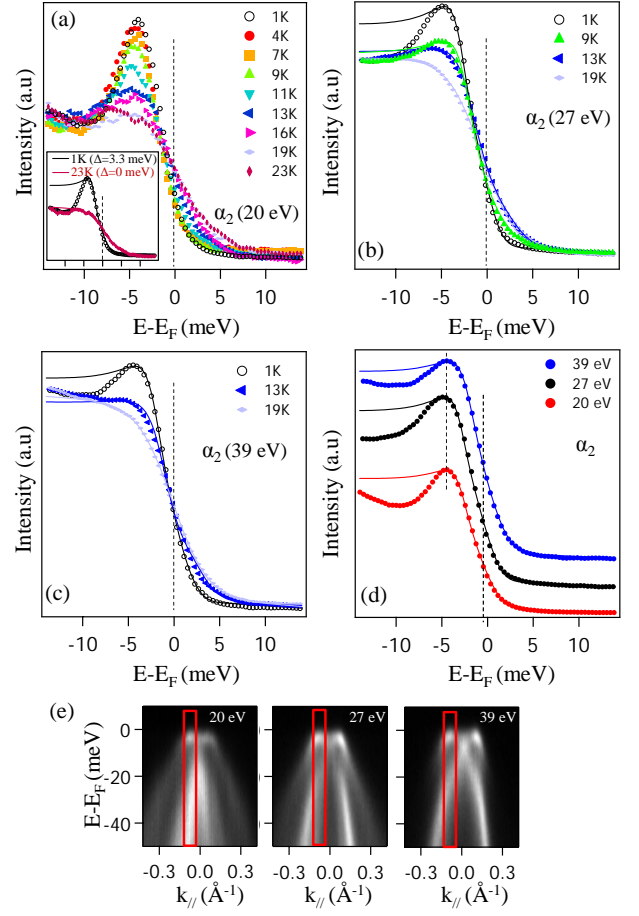 (a)
1K
4K
7K
9K
11K
13K
16K
19K
23K
1K (Δ=3.3 meV)
23K (Δ=0 meV)
α2 (20 eV)
Intensity (a.u)
-10 -5 0 5 10
E-EF (meV)
1K
9K
13K
19K
α2 (27 eV)
(b)
Intensity (a.u)
-10 -5 0 5 10
E-EF (meV)
1K
13K
19K
α2 (39 eV)
(c)
Intensity (a.u)
-10 -5 0 5 10
E-EF (meV)
39 eV
27 eV
20 eV
α2
(d)
Intensity (a.u)
-10 -5 0 5 10
E-EF (meV)
(e)
20 eV 27 eV 39 eV
E-EF (meV)
0
-20
-40
-0.3 0.0 0.3 -0.3 0.0 0.3 -0.3 0.0 0.3
k// (Å-1) k// (Å-1) k// (Å-1)